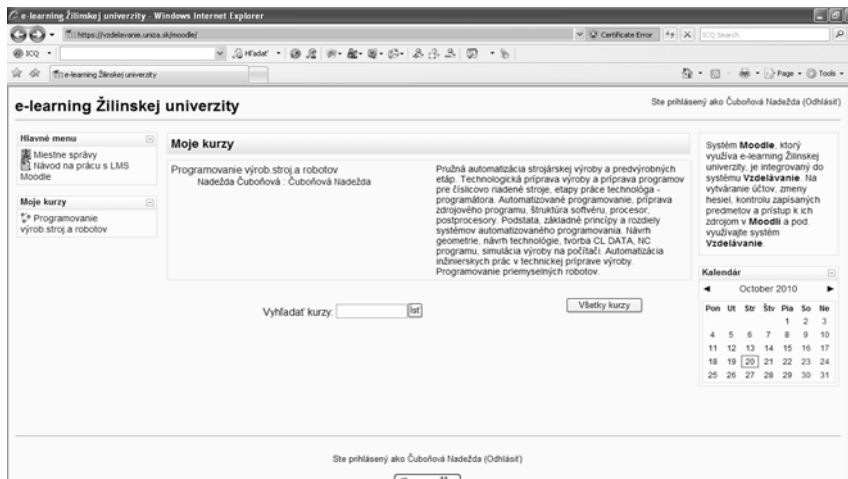 e-learning Žilinskej univerzity - Windows Internet Explorer
https://vzdelavanie.uniza.sk/moodle/
Certificate Error
ICQ Search
ICQ
Hľadať
e-learning Žilinskej univerzity
Page
Tools
e-learning Žilinskej univerzity
Ste prihlásený ako Čuboňová Nadežda (Odhlásiť)
Hlavné menu
Miestne správy
Návod na prácu s LMS
Moodle
Moje kurzy
Programovanie
výrob.stroj.a robotov
Moje kurzy
Programovanie výrob.stroj.a robotov
Nadežda Čuboňová : Čuboňová Nadežda
Pružná automatizácia strojárskej výroby a predvýrobných
etáp. Technologická príprava výroby a príprava programov
pre číslicovo riadené stroje, etapy práce technológa -
programátora. Automatizované programovanie, príprava
zdrojového programu, štruktúra softvéru, procesor,
postprocesory. Podstata, základné princípy a rozdiely
systémov automatizovaného programovania. Návrh
geometrie, návrh technológie, tvorba CL DATA, NC
programu, simulácia výroby na počítači. Automatizácia
inžinierskych prác v technickej príprave výroby.
Programovanie priemyselných robotov.
Vyhľadať kurzy:
Ísť
Všetky kurzy
Systém Moodle, ktorý
využíva e-learning Žilinskej
univerzity, je integrovaný do
systému Vzdelávanie. Na
vytváranie účtov, zmeny
hesiel, kontrolu zapísaných
predmetov a prístup k ich
zdrojom v Moodli a pod.
využívajte systém
Vzdelávanie.
Kalendár
◄ October 2010 ►
Pon Ut Str Štv Pia So Ne
1 2 3
4 5 6 7 8 9 10
11 12 13 14 15 16 17
18 19 20 21 22 23 24
25 26 27 28 29 30 31
Ste prihlásený ako Čuboňová Nadežda (Odhlásiť)